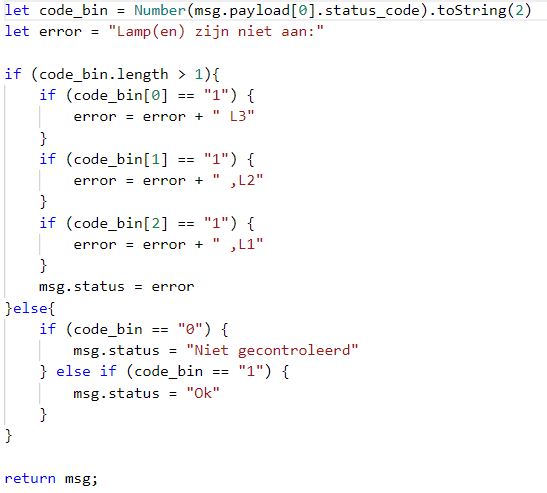 let code_bin = Number(msg.payload[0].status_code).toString(2)
let error = "Lamp(en) zijn niet aan:"

if (code_bin.length > 1){
    if (code_bin[0] == "1") {
        error = error + " L3"
    }
    if (code_bin[1] == "1") {
        error = error + " ,L2"
    }
    if (code_bin[2] == "1") {
        error = error + " ,L1"
    }
    msg.status = error
}else{
    if (code_bin == "0") {
        msg.status = "Niet gecontroleerd"
    } else if (code_bin == "1") {
        msg.status = "Ok"
    }
}

return msg;